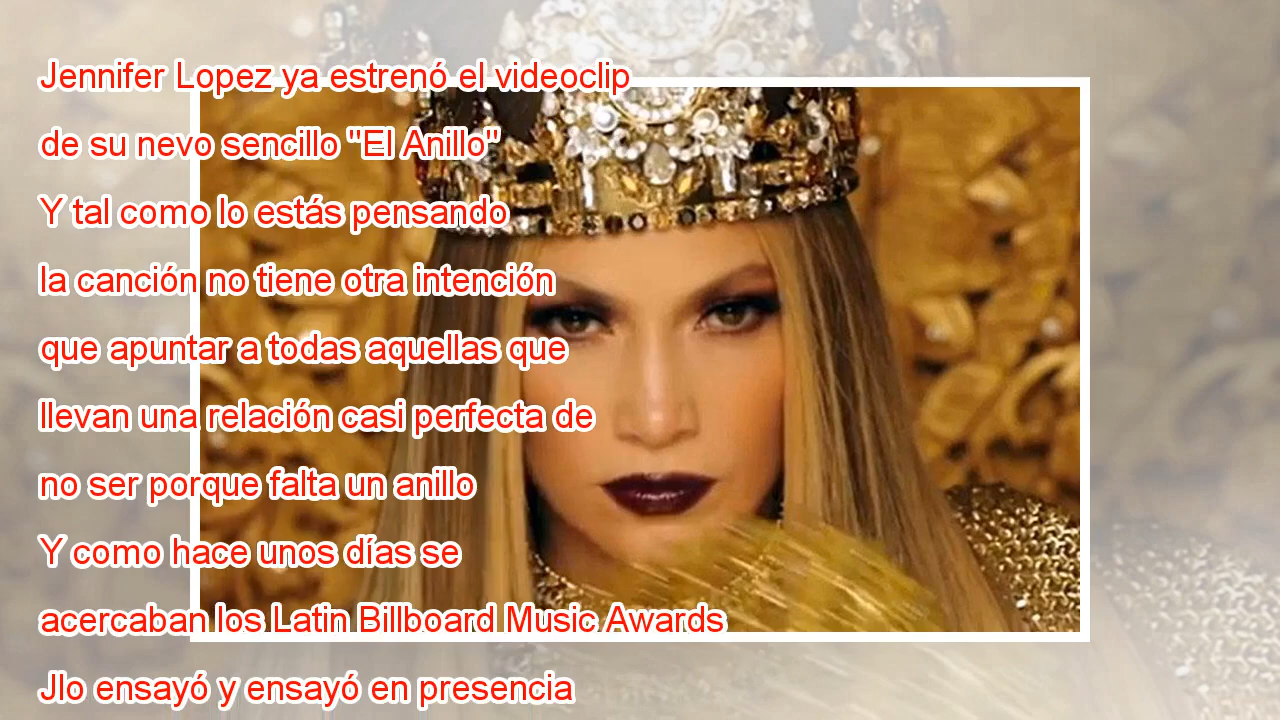 Jennifer Lopez ya estrenó el videoclip
de su nevo sencillo "El Anillo"
Y tal como lo estás pensando
la canción no tiene otra intención
que apuntar a todas aquellas que
llevan una relación casi perfecta de
no ser porque falta un anillo
Y como hace unos días se
acercaban los Latin Billboard Music Awards
Jlo ensayó y ensayó en presencia